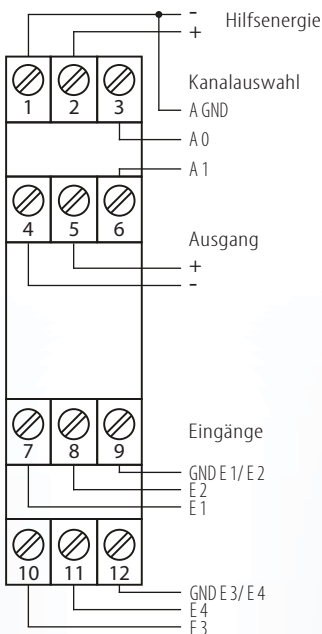 - Hilfsenergie
+
1 2 3
Kanalauswahl
A GND
A 0
A 1
4 5 6
Ausgang
+
-
7 8 9
Eingänge
GND E 1/ E 2
E 2
E 1
10 11 12
GND E 3/ E 4
E 4
E 3